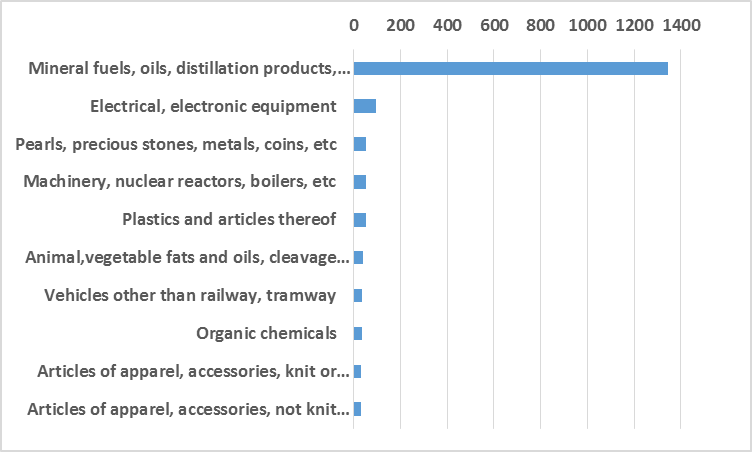 0 200 400 600 800 1000 1200 1400
Mineral fuels, oils, distillation products,...
Electrical, electronic equipment
Pearls, precious stones, metals, coins, etc
Machinery, nuclear reactors, boilers, etc
Plastics and articles thereof
Animal,vegetable fats and oils, cleavage...
Vehicles other than railway, tramway
Organic chemicals
Articles of apparel, accessories, knit or...
Articles of apparel, accessories, not knit...